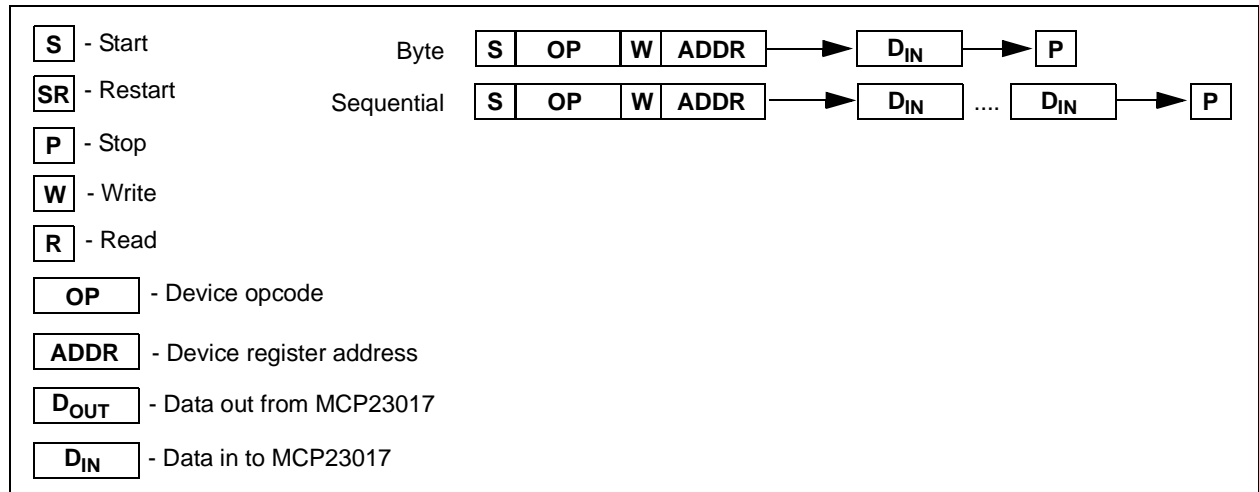 S - Start
SR - Restart
P - Stop
W - Write
R - Read
OP - Device opcode
ADDR - Device register address
DOUT - Data out from MCP23017
DIN - Data in to MCP23017
Byte S OP W ADDR DIN P
Sequential S OP W ADDR DIN .... DIN P